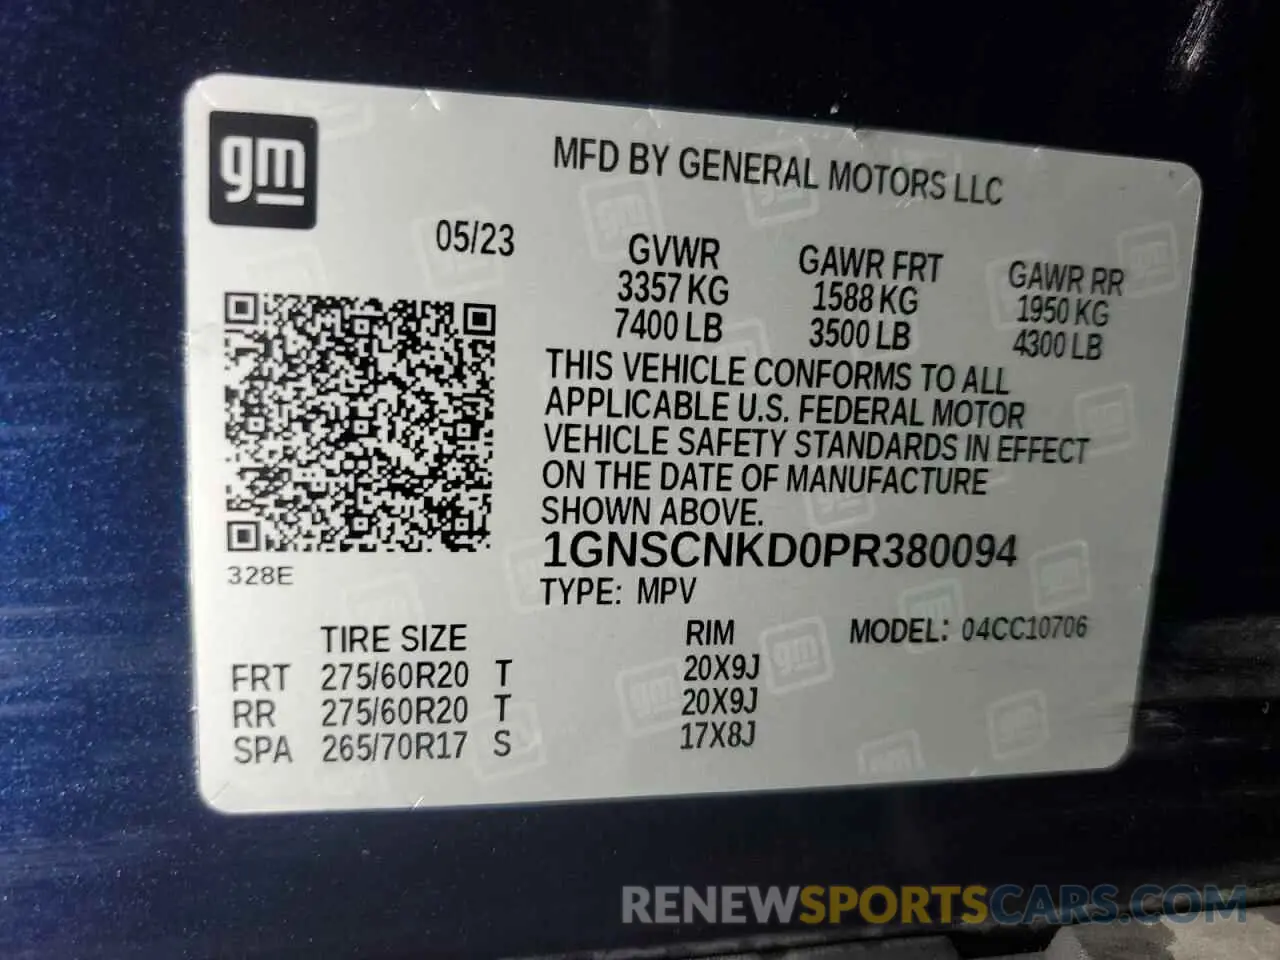 gm
MFD BY GENERAL MOTORS LLC
05/23
GVWR GAWR FRT GAWR RR
3357 KG 1588 KG 1950 KG
7400 LB 3500 LB 4300 LB
THIS VEHICLE CONFORMS TO ALL
APPLICABLE U.S. FEDERAL MOTOR
VEHICLE SAFETY STANDARDS IN EFFECT
ON THE DATE OF MANUFACTURE
SHOWN ABOVE.
1GNSCNKD0PR380094
328E
TYPE: MPV
TIRE SIZE RIM MODEL: 04CC10706
FRT 275/60R20 T 20X9J
RR 275/60R20 T 20X9J
SPA 265/70R17 S 17X8J
RENEWSPORTSCARS.COM